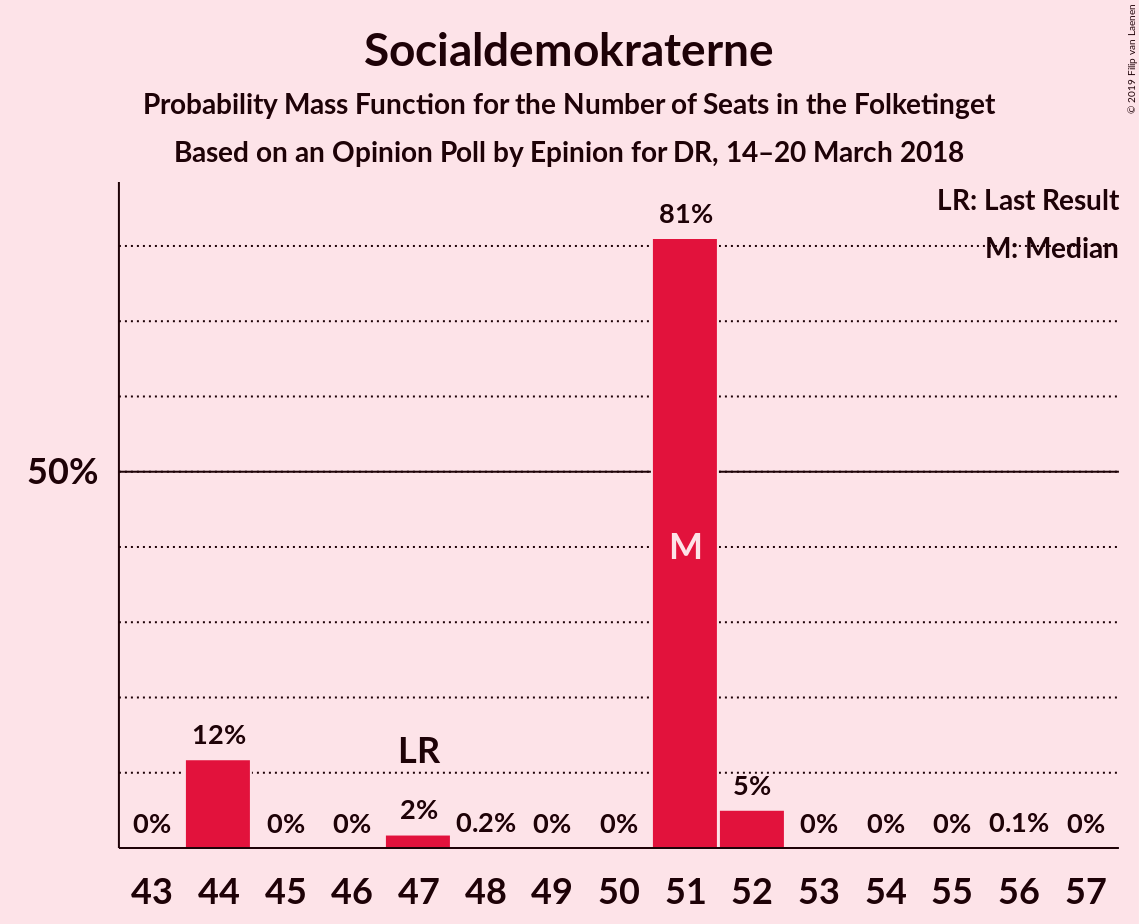 Socialdemokraterne
Probability Mass Function for the Number of Seats in the Folketinget
Based on an Opinion Poll by Epinion for DR, 14–20 March 2018
© 2019 Filip van Laenen
LR: Last Result
M: Median
81%
50%
M
12%
LR
5%
0%
0%
0%
2%
0.2%
0%
0%
0%
0%
0%
0.1%
0%
43 44 45 46 47 48 49 50 51 52 53 54 55 56 57